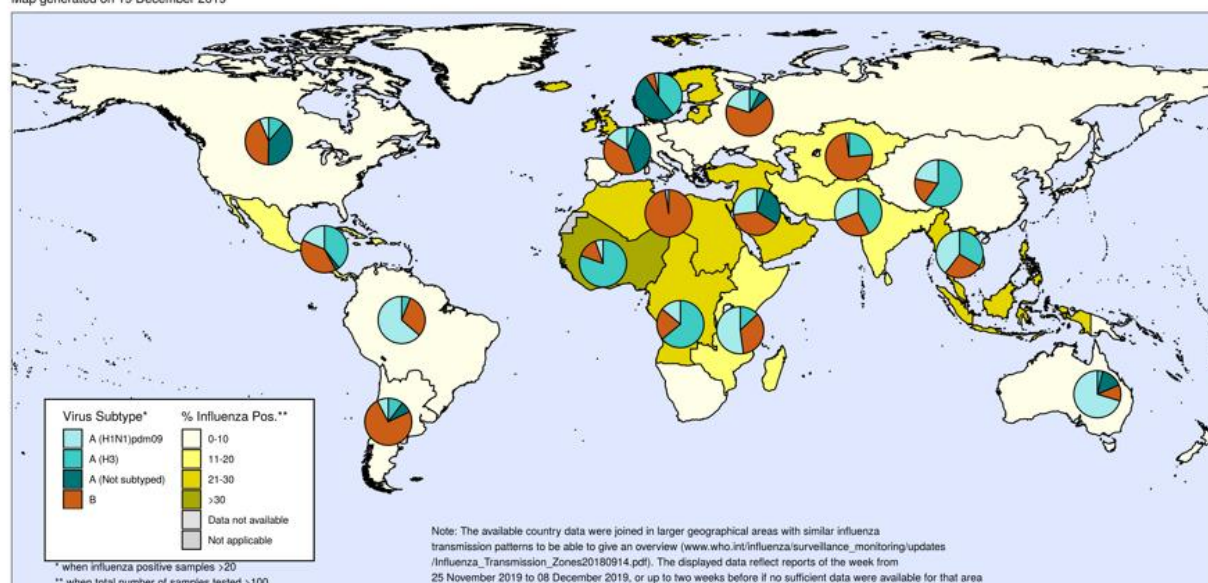 Map generated on 19 December 2019
Virus Subtype*
A (H1N1)pdm09
A (H3)
A (Not subtyped)
B
% Influenza Pos.**
0-10
11-20
21-30
>30
Data not available
Not applicable
* when influenza positive samples >20
** when total number of samples tested >100
Note: The available country data were joined in larger geographical areas with similar influenza
transmission patterns to be able to give an overview (www.who.int/influenza/surveillance_monitoring/updates
/Influenza_Transmission_Zones20180914.pdf). The displayed data reflect reports of the week from
25 November 2019 to 08 December 2019, or up to two weeks before if no sufficient data were available for that area